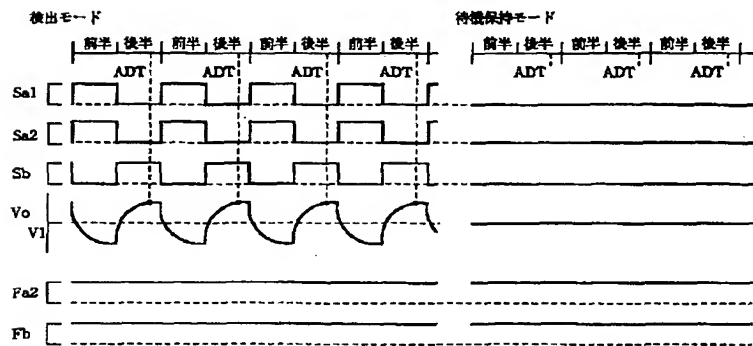 検出モード 待機保持モード
前半 後半 前半 後半 前半 後半 前半 後半 前半 後半 前半 後半 前半 後半
ADT ADT ADT ADT ADT ADT ADT
Sa1
Sa2
Sb
Vo
V1
Fa2
Fb